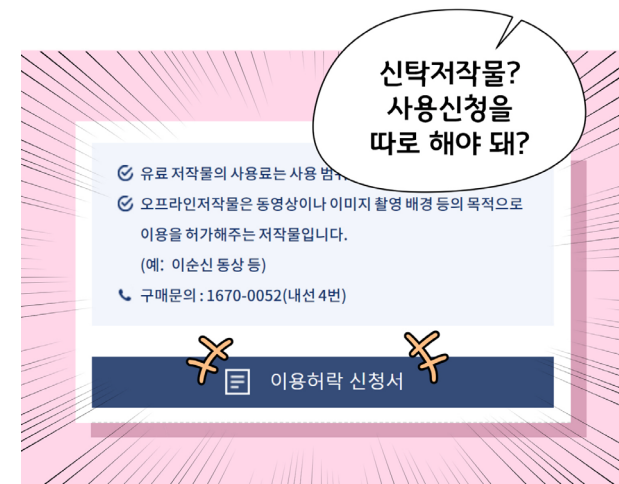 신탁저작물?
사용신청을
따로 해야 돼?
유료 저작물의 사용료는 사용 범위
오프라인저작물은 동영상이나 이미지 촬영 배경 등의 목적으로
이용을 허가해주는 저작물입니다.
(예: 이순신 동상 등)
구매문의 : 1670-0052(내선 4번)
이용허락 신청서